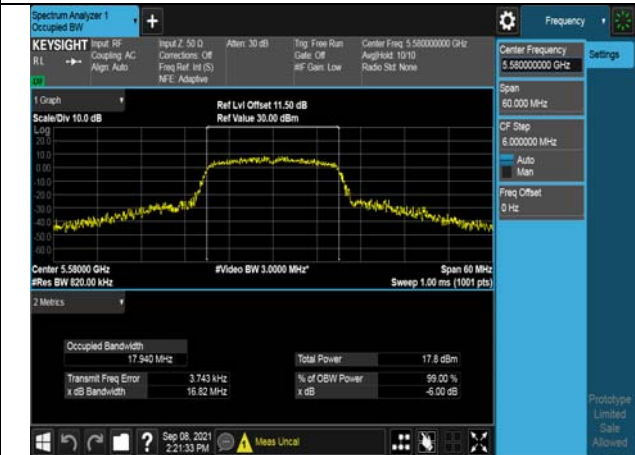 Spectrum Analyzer 1
Occupied BW
+
Frequency
KEYSIGHT
RL
Input: RF
Coupling: AC
Align: Auto
Input Z: 50 Ω
Corrections: Off
Freq Ref: Int (S)
NFE: Adaptive
Atten: 30 dB
Trig: Free Run
Gate: Off
#IF Gain: Low
Center Freq: 5.580000000 GHz
Avg|Hold: 10/10
Radio Std: None
Center Frequency
5.580000000 GHz
Settings
Span
60.000 MHz
CF Step
6.000000 MHz
Auto
Man
Freq Offset
0 Hz
1 Graph
Scale/Div 10.0 dB
Ref Lvl Offset 11.50 dB
Ref Value 30.00 dBm
Log
20.0
10.0
0.00
-10.0
-20.0
-30.0
-40.0
-50.0
-60.0
Center 5.58000 GHz
#Video BW 3.0000 MHz*
Span 60 MHz
#Res BW 820.00 kHz
Sweep 1.00 ms (1001 pts)
2 Metrics
Occupied Bandwidth
17.940 MHz
Total Power 17.8 dBm
Transmit Freq Error 3.743 kHz
% of OBW Power 99.00 %
x dB Bandwidth 16.82 MHz
x dB -6.00 dB
Prototype
Limited
Sale
Allowed
?
Sep 08, 2021
2:21:33 PM
Meas Uncal